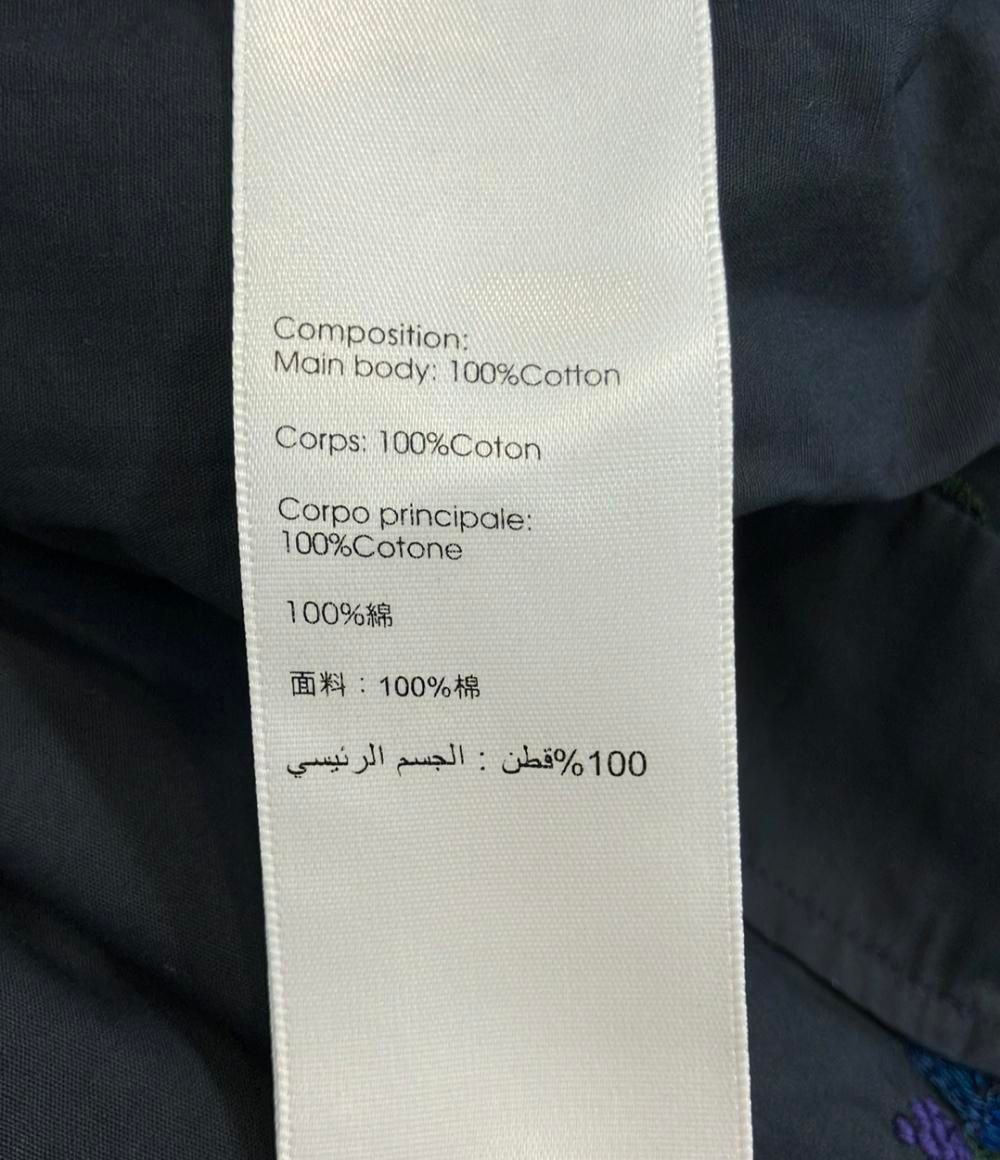 Composition:
Main body: 100%Cotton
Corps: 100%Coton
Corpo principale:
100%Cotone
100%綿
面料：100%棉
100%قطن : الجسم الرئيسي